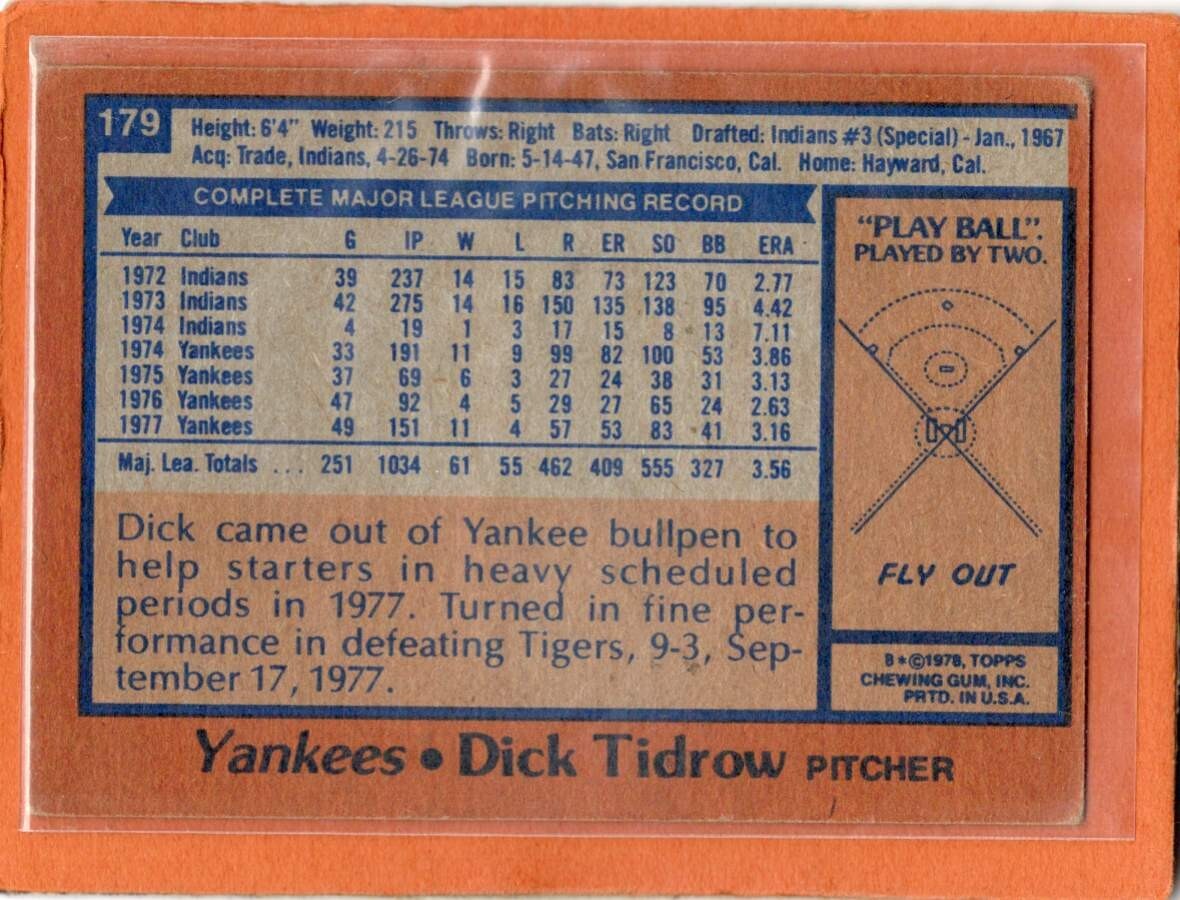 179
Height: 6'4" Weight: 215 Throws: Right Bats: Right Drafted: Indians #3 (Special) - Jan., 1967
Acq: Trade, Indians, 4-26-74 Born: 5-14-47, San Francisco, Cal. Home: Hayward, Cal.
COMPLETE MAJOR LEAGUE PITCHING RECORD
Year Club G IP W L R ER SO BB ERA
1972 Indians 39 237 14 15 83 73 123 70 2.77
1973 Indians 42 275 14 16 150 135 138 95 4.42
1974 Indians 4 19 1 3 17 15 8 13 7.11
1974 Yankees 33 191 11 9 99 82 100 53 3.86
1975 Yankees 37 69 6 3 27 24 38 31 3.13
1976 Yankees 47 92 4 5 29 27 65 24 2.63
1977 Yankees 49 151 11 4 57 53 83 41 3.16
Maj. Lea. Totals ... 251 1034 61 55 462 409 555 327 3.56
Dick came out of Yankee bullpen to
help starters in heavy scheduled
periods in 1977. Turned in fine per-
formance in defeating Tigers, 9-3, Sep-
tember 17, 1977.
"PLAY BALL".
PLAYED BY TWO.
FLY OUT
B*©1978, TOPPS
CHEWING GUM, INC.
PRTD. IN U.S.A.
Yankees • Dick Tidrow PITCHER